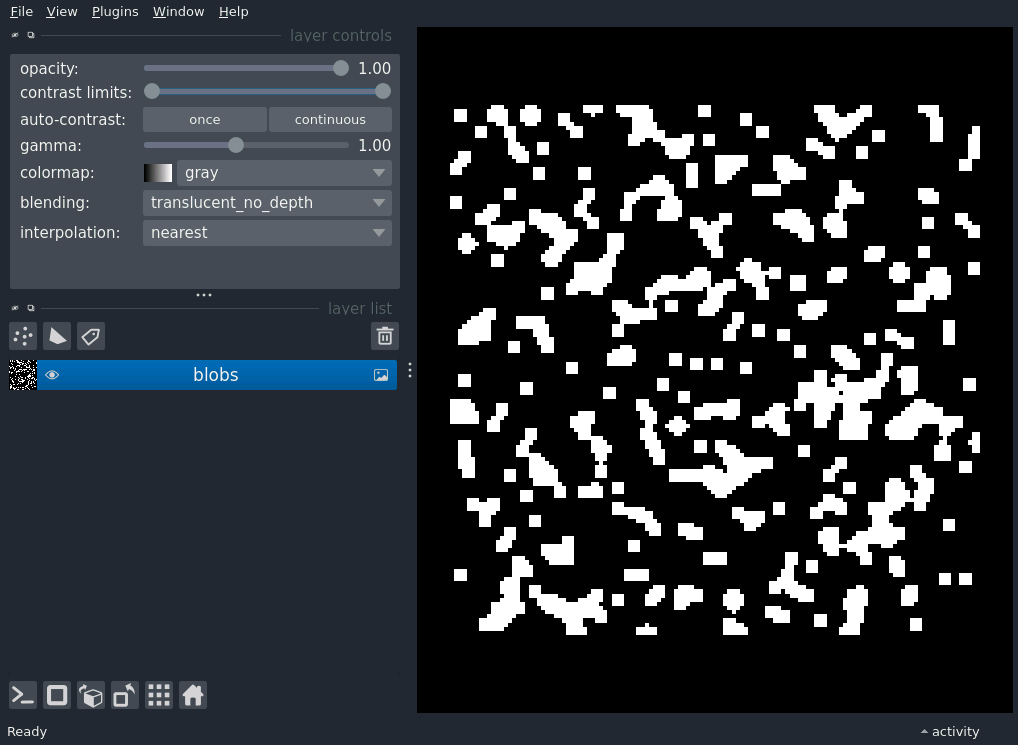 File View Plugins Window Help
layer controls
opacity: 1.00
contrast limits:
auto-contrast: once continuous
gamma: 1.00
colormap: gray
blending: translucent_no_depth
interpolation: nearest
layer list
blobs
Ready activity